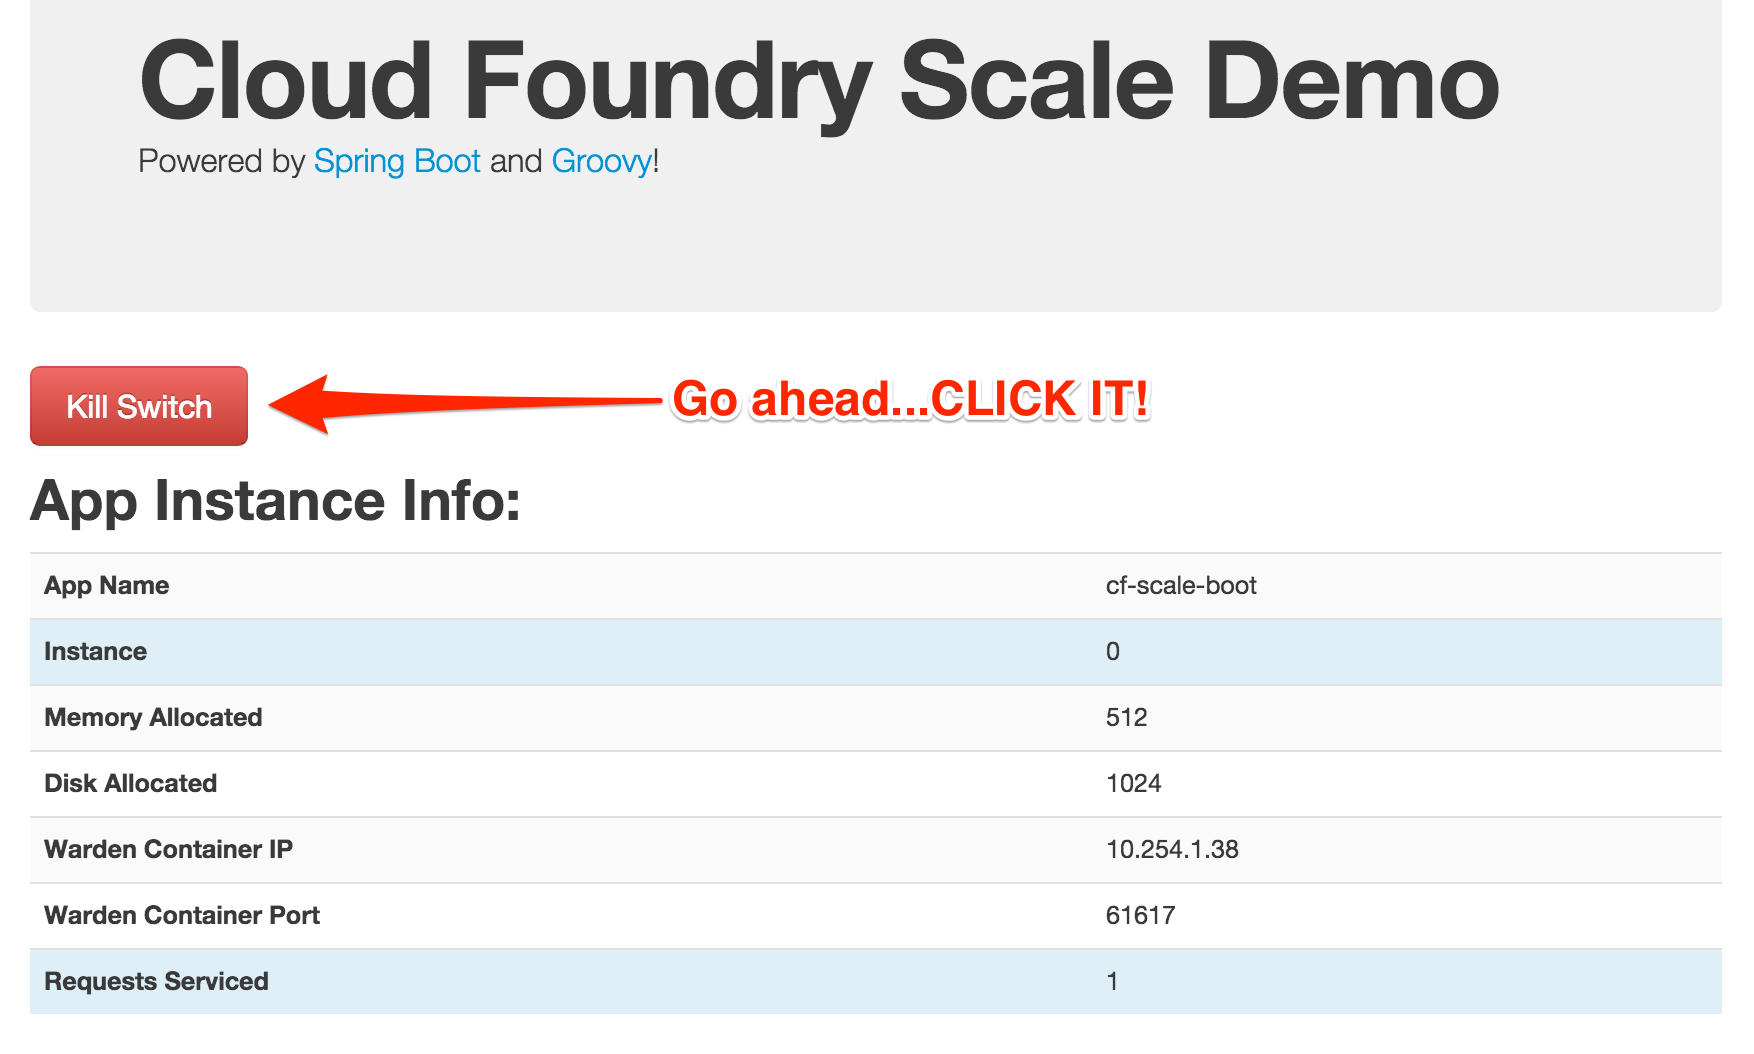 Cloud Foundry Scale Demo
Powered by Spring Boot and Groovy!
Kill Switch
Go ahead...CLICK IT!
App Instance Info:
App Name cf-scale-boot
Instance 0
Memory Allocated 512
Disk Allocated 1024
Warden Container IP 10.254.1.38
Warden Container Port 61617
Requests Serviced 1